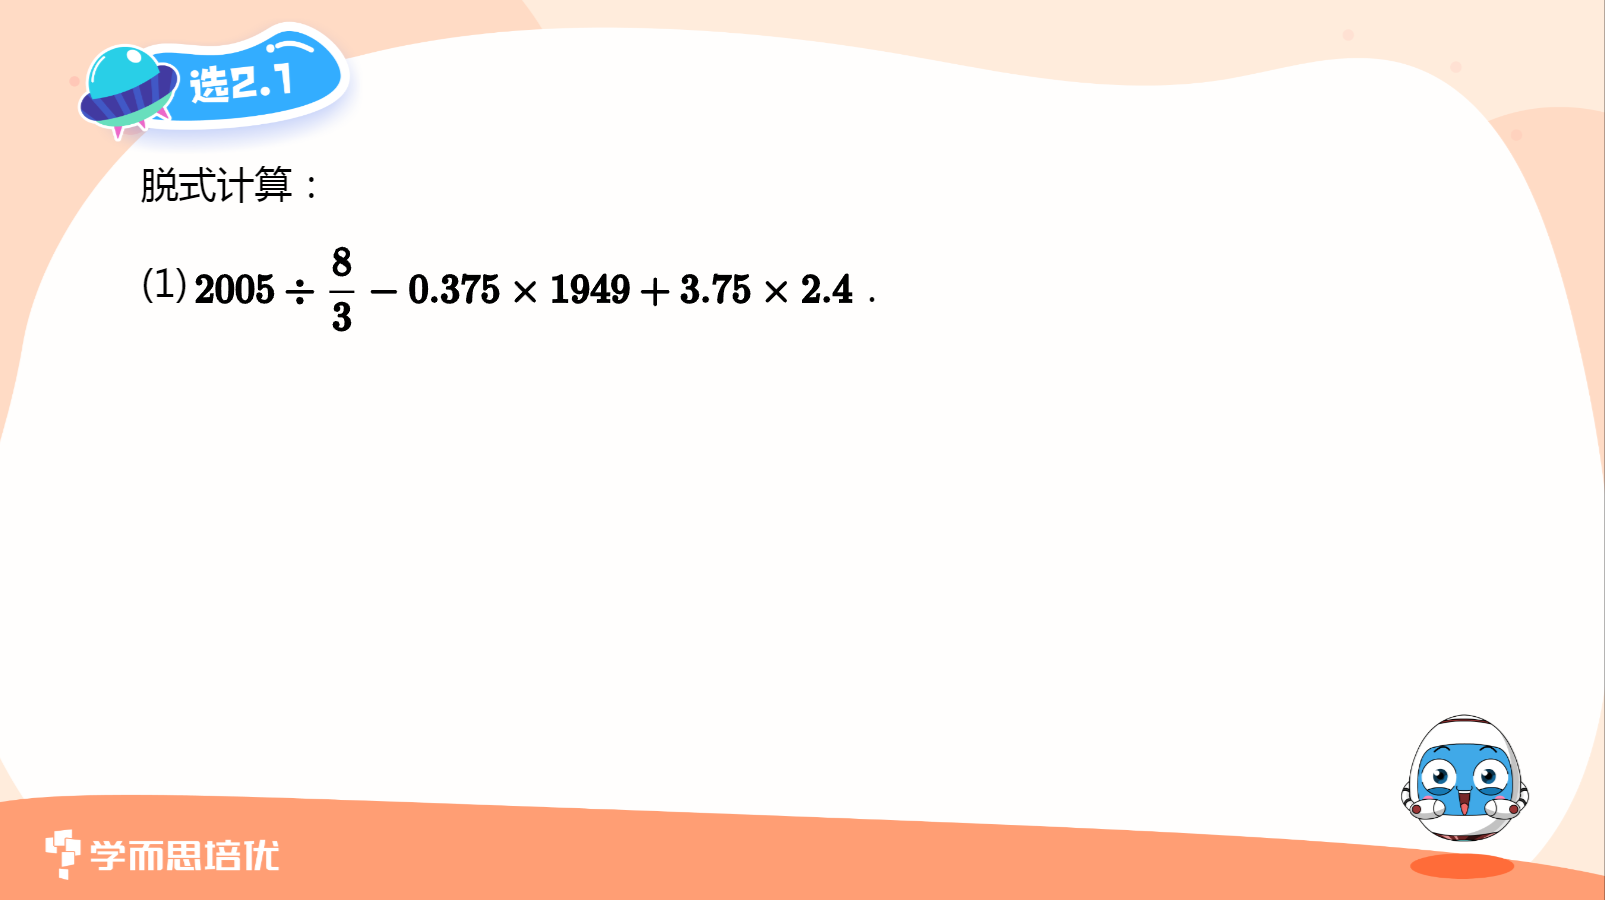 选2.1
脱式计算：
(1) 2005 ÷ 8/3 − 0.375 × 1949 + 3.75 × 2.4 .
学而思培优